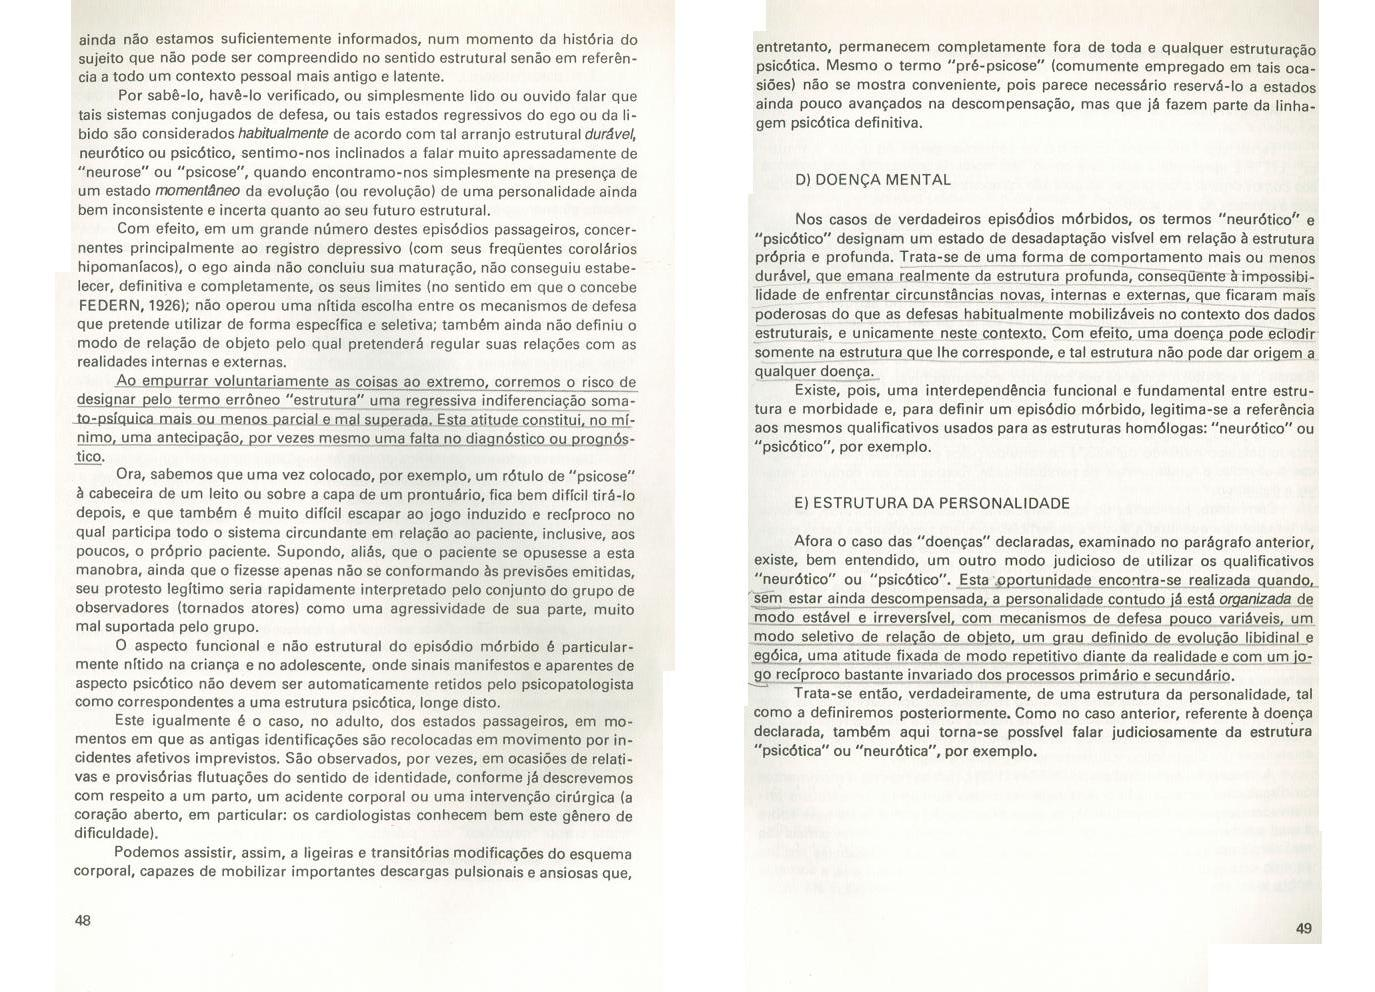 ainda não estamos suficientemente informados, num momento da história do
sujeito que não pode ser compreendido no sentido estrutural senão em referên-
cia a todo um contexto pessoal mais antigo e latente.
Por sabê-lo, havê-lo verificado, ou simplesmente lido ou ouvido falar que
tais sistemas conjugados de defesa, ou tais estados regressivos do ego ou da li-
bido são considerados habitualmente de acordo com tal arranjo estrutural durável,
neurótico ou psicótico, sentimo-nos inclinados a falar muito apressadamente de
"neurose" ou "psicose", quando encontramo-nos simplesmente na presença de
um estado momentâneo da evolução (ou revolução) de uma personalidade ainda
bem inconsistente e incerta quanto ao seu futuro estrutural.
Com efeito, em um grande número destes episódios passageiros, concer-
nentes principalmente ao registro depressivo (com seus freqüentes corolários
hipomaníacos), o ego ainda não concluiu sua maturação, não conseguiu estabe-
lecer, definitiva e completamente, os seus limites (no sentido em que o concebe
FEDERN, 1926); não operou uma nítida escolha entre os mecanismos de defesa
que pretende utilizar de forma específica e seletiva; também ainda não definiu o
modo de relação de objeto pelo qual pretenderá regular suas relações com as
realidades internas e externas.
Ao empurrar voluntariamente as coisas ao extremo, corremos o risco de
designar pelo termo errôneo "estrutura" uma regressiva indiferenciação soma-
to-psíquica mais ou menos parcial e mal superada. Esta atitude constitui, no mí-
nimo, uma antecipação, por vezes mesmo uma falta no diagnóstico ou prognós-
tico.
Ora, sabemos que uma vez colocado, por exemplo, um rótulo de "psicose"
à cabeceira de um leito ou sobre a capa de um prontuário, fica bem difícil tirá-lo
depois, e que também é muito difícil escapar ao jogo induzido e recíproco no
qual participa todo o sistema circundante em relação ao paciente, inclusive, aos
poucos, o próprio paciente. Supondo, aliás, que o paciente se opusesse a esta
manobra, ainda que o fizesse apenas não se conformando às previsões emitidas,
seu protesto legítimo seria rapidamente interpretado pelo conjunto do grupo de
observadores (tornados atores) como uma agressividade de sua parte, muito
mal suportada pelo grupo.
O aspecto funcional e não estrutural do episódio mórbido é particular-
mente nítido na criança e no adolescente, onde sinais manifestos e aparentes de
aspecto psicótico não devem ser automaticamente retidos pelo psicopatologista
como correspondentes a uma estrutura psicótica, longe disto.
Este igualmente é o caso, no adulto, dos estados passageiros, em mo-
mentos em que as antigas identificações são recolocadas em movimento por in-
cidentes afetivos imprevistos. São observados, por vezes, em ocasiões de relati-
vas e provisórias flutuações do sentido de identidade, conforme já descrevemos
com respeito a um parto, um acidente corporal ou uma intervenção cirúrgica (a
coração aberto, em particular: os cardiologistas conhecem bem este gênero de
dificuldade).
Podemos assistir, assim, a ligeiras e transitórias modificações do esquema
corporal, capazes de mobilizar importantes descargas pulsionais e ansiosas que,
48
entretanto, permanecem completamente fora de toda e qualquer estruturação
psicótica. Mesmo o termo "pré-psicose" (comumente empregado em tais oca-
siões) não se mostra conveniente, pois parece necessário reservá-lo a estados
ainda pouco avançados na descompensação, mas que já fazem parte da linha-
gem psicótica definitiva.
D) DOENÇA MENTAL
Nos casos de verdadeiros episódios mórbidos, os termos "neurótico" e
"psicótico" designam um estado de desadaptação visível em relação à estrutura
própria e profunda. Trata-se de uma forma de comportamento mais ou menos
durável, que emana realmente da estrutura profunda, conseqüente à impossibi-
lidade de enfrentar circunstâncias novas, internas e externas, que ficaram mais
poderosas do que as defesas habitualmente mobilizáveis no contexto dos dados
estruturais, e unicamente neste contexto. Com efeito, uma doença pode eclodir
somente na estrutura que lhe corresponde, e tal estrutura não pode dar origem a
qualquer doença.
Existe, pois, uma interdependência funcional e fundamental entre estru-
tura e morbidade e, para definir um episódio mórbido, legitima-se a referência
aos mesmos qualificativos usados para as estruturas homólogas: "neurótico" ou
"psicótico", por exemplo.
E) ESTRUTURA DA PERSONALIDADE
Afora o caso das "doenças" declaradas, examinado no parágrafo anterior,
existe, bem entendido, um outro modo judicioso de utilizar os qualificativos
"neurótico" ou "psicótico". Esta oportunidade encontra-se realizada quando,
sem estar ainda descompensada, a personalidade contudo já está organizada de
modo estável e irreversível, com mecanismos de defesa pouco variáveis, um
modo seletivo de relação de objeto, um grau definido de evolução libidinal e
egóica, uma atitude fixada de modo repetitivo diante da realidade e com um jo-
go recíproco bastante invariado dos processos primário e secundário.
Trata-se então, verdadeiramente, de uma estrutura da personalidade, tal
como a definiremos posteriormente. Como no caso anterior, referente à doença
declarada, também aqui torna-se possível falar judiciosamente da estrutura
"psicótica" ou "neurótica", por exemplo.
49